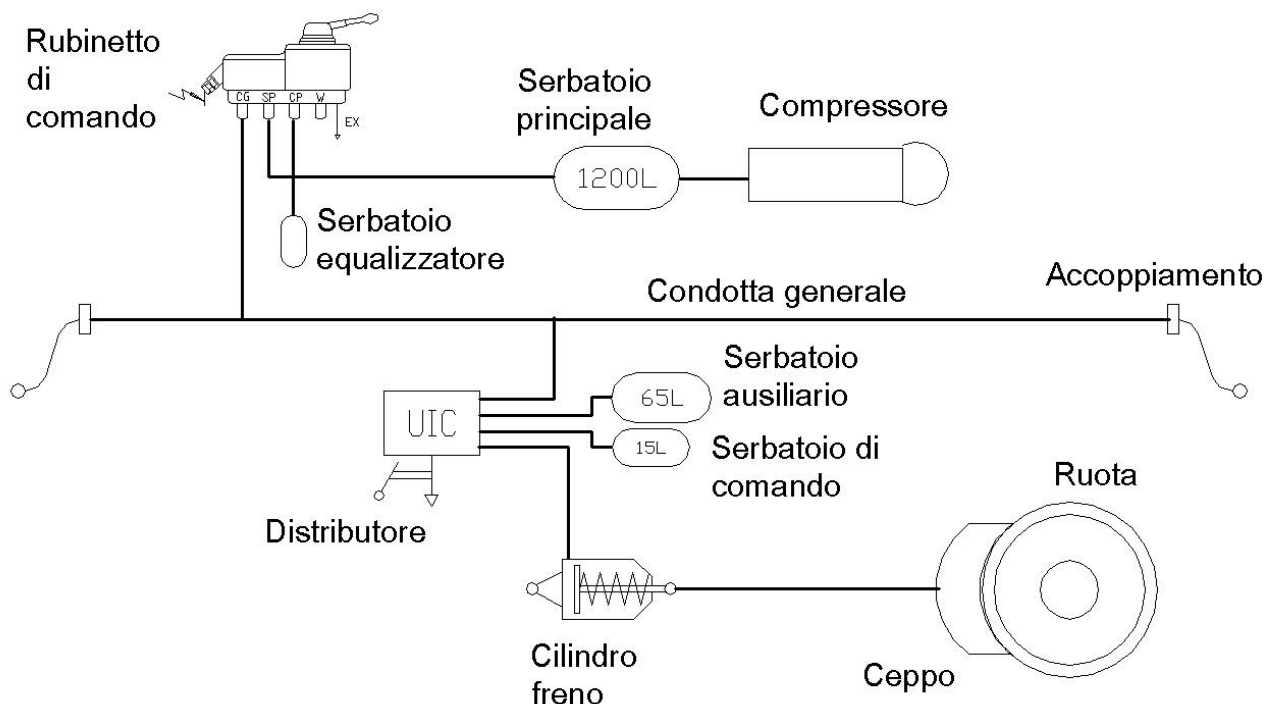 Rubinetto
di
comando
CG SP CP W
EX
Serbatoio
principale
1200L
Compressore
Serbatoio
equalizzatore
Condotta generale
Accoppiamento
Serbatoio
ausiliario
65L
UIC
15L
Serbatoio di
comando
Distributore
Ruota
Cilindro
freno
Ceppo